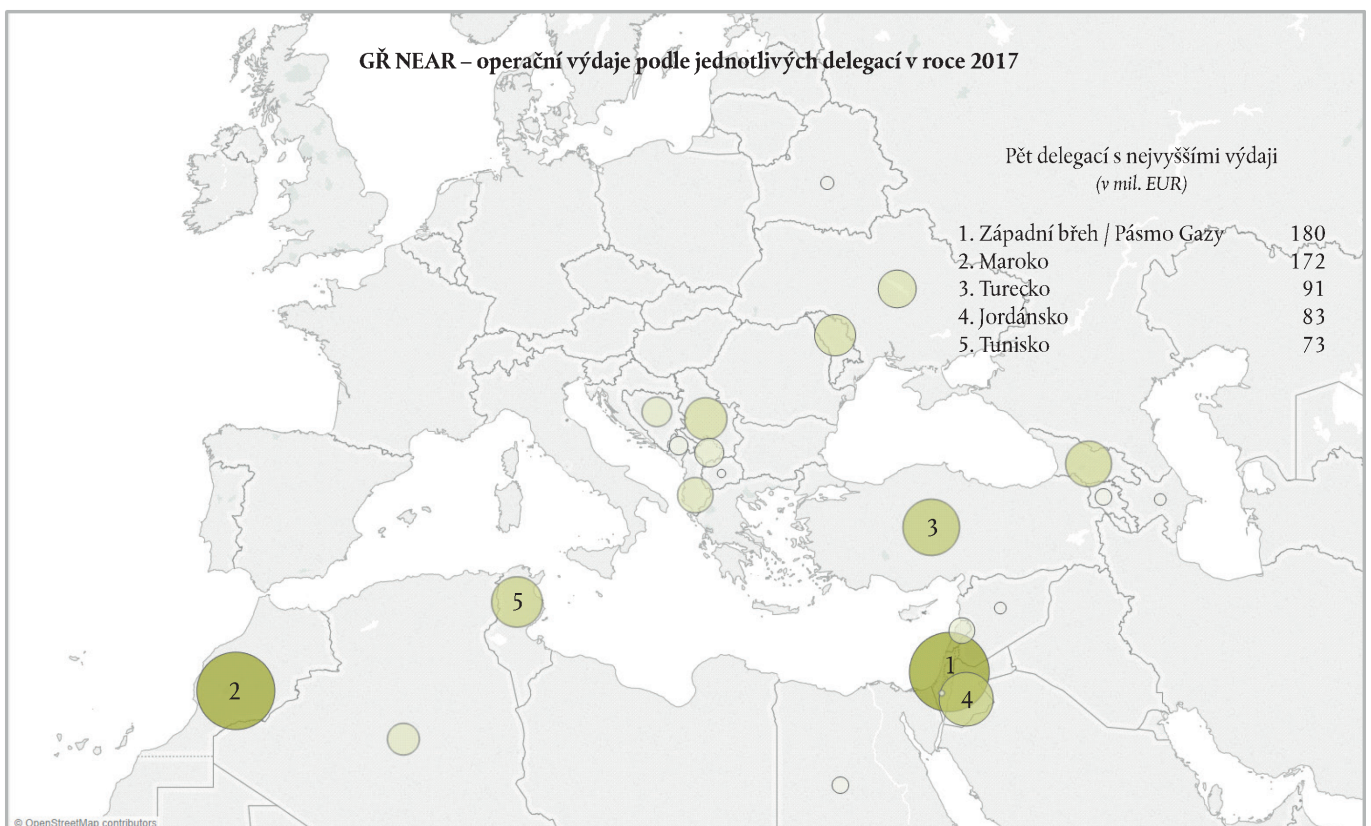 GŘ NEAR – operační výdaje podle jednotlivých delegací v roce 2017
Pět delegací s nejvyššími výdaji
(v mil. EUR)
1. Západní břeh / Pásmo Gazy 180
2. Maroko 172
3. Turecko 91
4. Jordánsko 83
5. Tunisko 73
3
5
1
2
4
© OpenStreetMap contributors